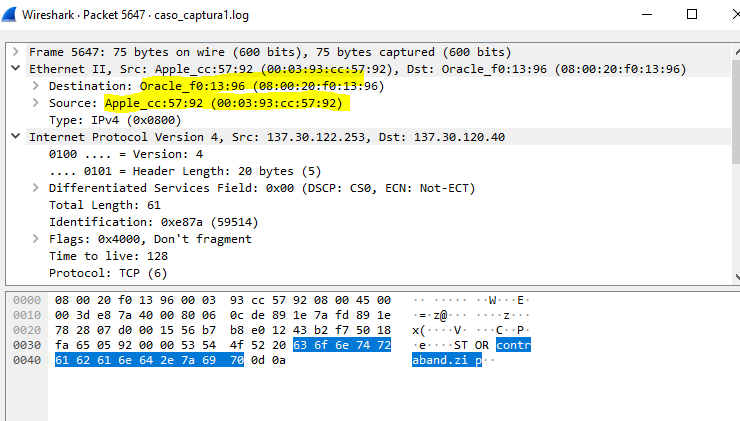 Wireshark · Packet 5647 · caso_captura1.log
Frame 5647: 75 bytes on wire (600 bits), 75 bytes captured (600 bits)
Ethernet II, Src: Apple_cc:57:92 (00:03:93:cc:57:92), Dst: Oracle_f0:13:96 (08:00:20:f0:13:96)
Destination: Oracle_f0:13:96 (08:00:20:f0:13:96)
Source: Apple_cc:57:92 (00:03:93:cc:57:92)
Type: IPv4 (0x0800)
Internet Protocol Version 4, Src: 137.30.122.253, Dst: 137.30.120.40
0100 .... = Version: 4
.... 0101 = Header Length: 20 bytes (5)
Differentiated Services Field: 0x00 (DSCP: CS0, ECN: Not-ECT)
Total Length: 61
Identification: 0xe87a (59514)
Flags: 0x4000, Don't fragment
Time to live: 128
Protocol: TCP (6)
0000 08 00 20 f0 13 96 00 03 93 cc 57 92 08 00 45 00 ·· ····· ··W···E·
0010 00 3d e8 7a 40 00 80 06 0c de 89 1e 7a fd 89 1e ·=·z@··· ····z···
0020 78 28 07 d0 00 15 56 b7 b8 e0 12 43 b2 f7 50 18 x(····V· ···C··P·
0030 fa 65 05 92 00 00 53 54 4f 52 20 63 6f 6e 74 72 ·e····ST OR contr
0040 61 62 61 6e 64 2e 7a 69 70 0d 0a aband.zi p··